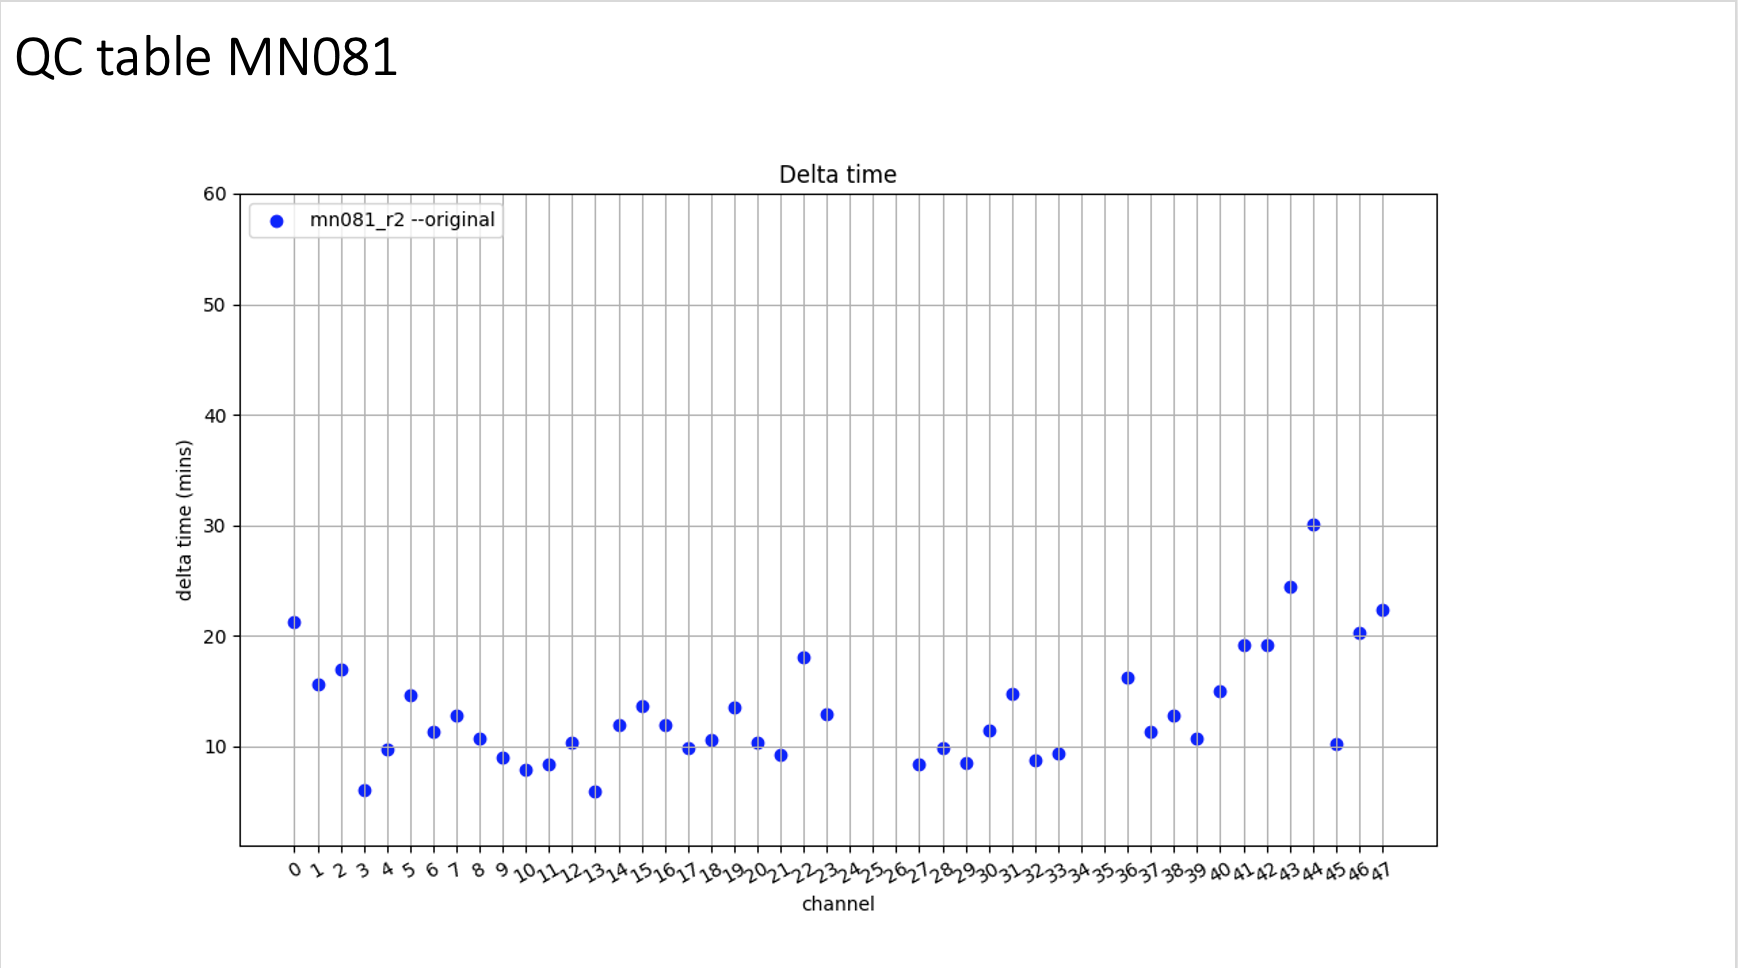 QC table MN081
Delta time
60
mn081_r2 --original
50
40
30
20
10
delta time (mins)
0 1 2 3 4 5 6 7 8 9 10 11 12 13 14 15 16 17 18 19 20 21 22 23 24 25 26 27 28 29 30 31 32 33 34 35 36 37 38 39 40 41 42 43 44 45 46 47
channel